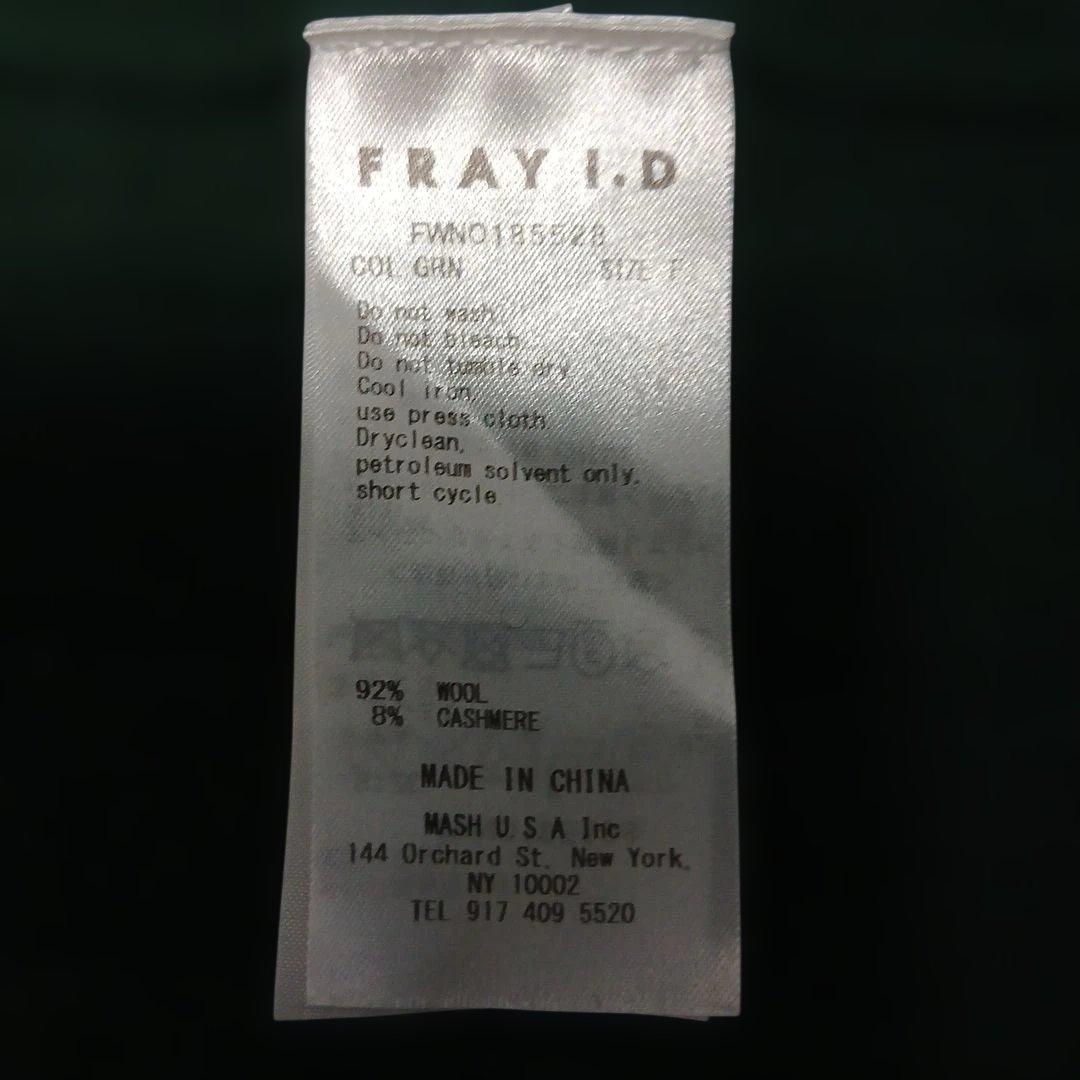 FRAY I.D
FWNO185528
COL GRN SIZE F
Do not wash.
Do not bleach.
Do not tumble dry.
Cool iron,
use press cloth.
Dryclean,
petroleum solvent only,
short cycle.
92% WOOL
8% CASHMERE
MADE IN CHINA
MASH U.S.A Inc
144 Orchard St. New York,
NY 10002
TEL 917 409 5520